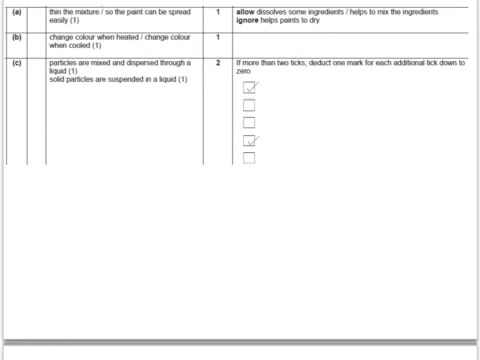 (a) thin the mixture / so the paint can be spread 1 allow dissolves some ingredients / helps to mix the ingredients
easily (1) ignore helps paints to dry
(b) change colour when heated / change colour 1
when cooled (1)
(c) particles are mixed and dispersed through a 2 If more than two ticks, deduct one mark for each additional tick down to
liquid (1) zero
solid particles are suspended in a liquid (1)